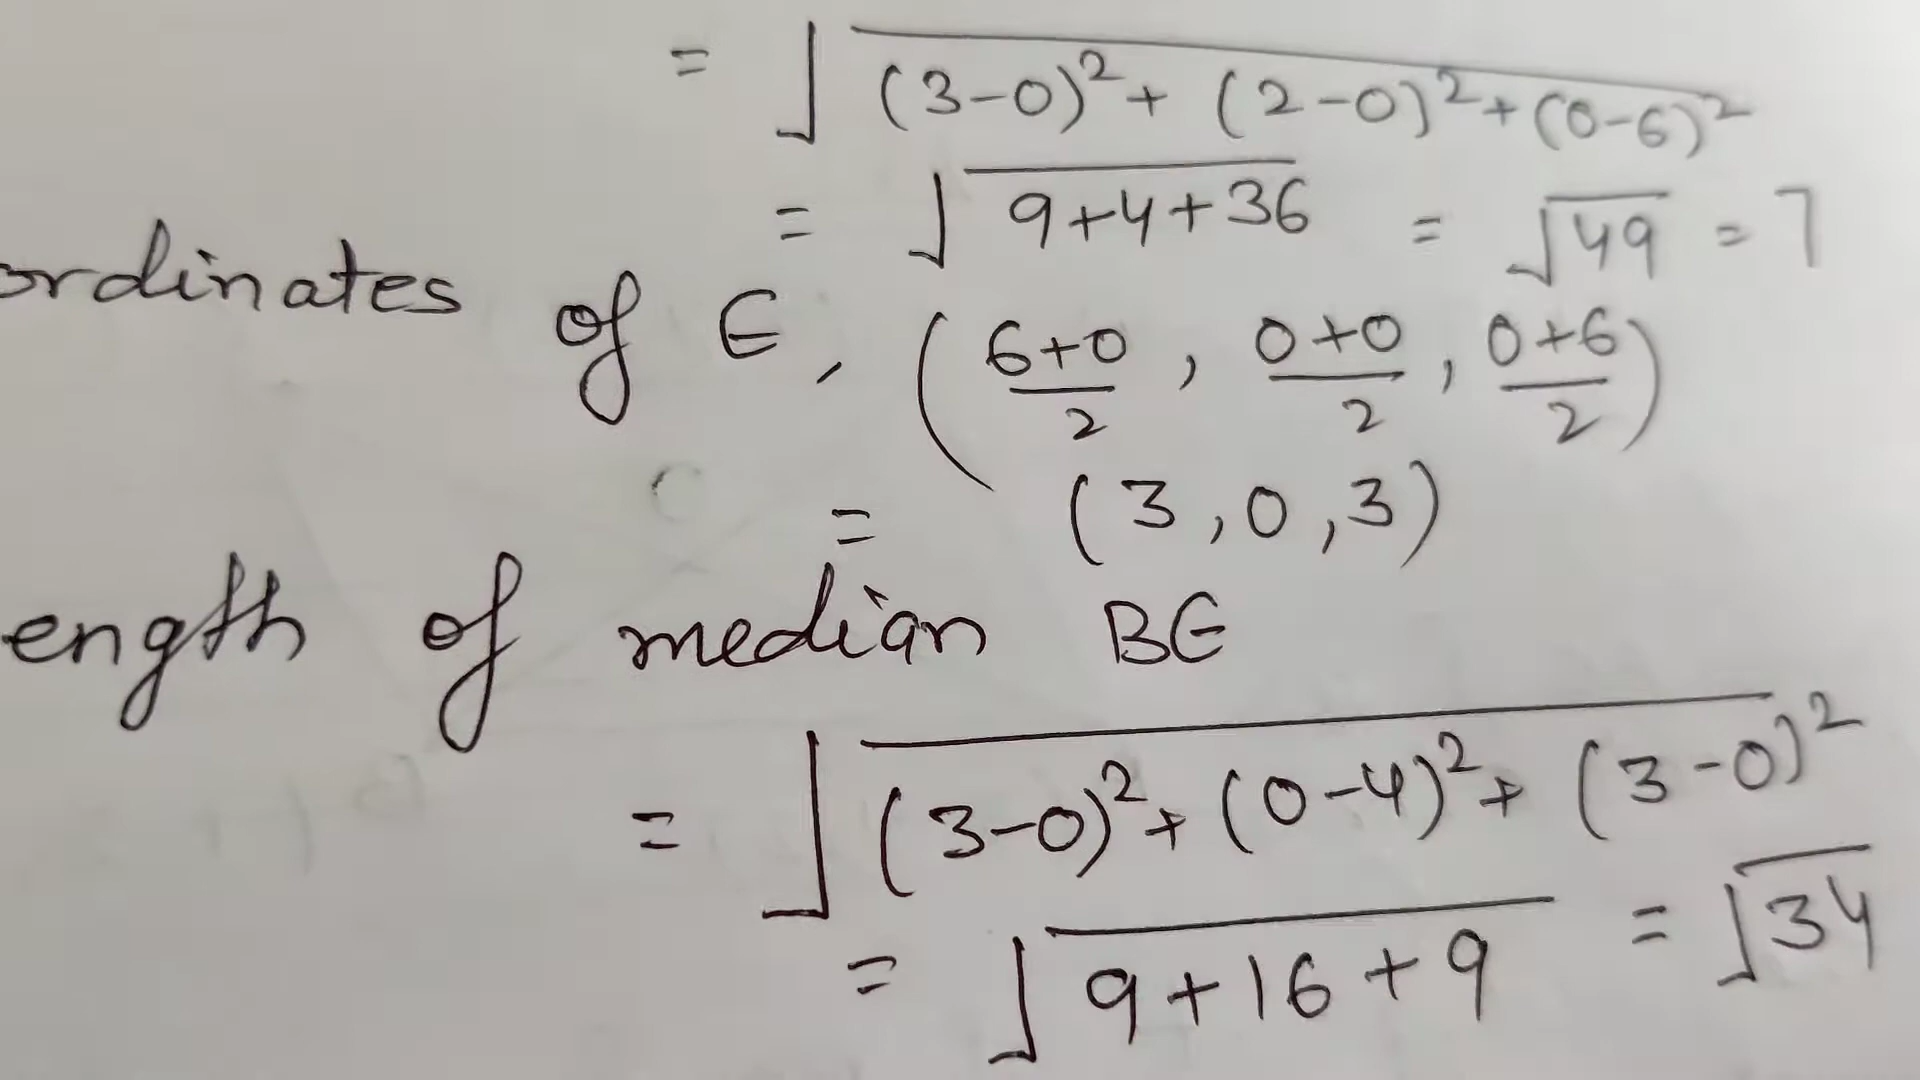 = √(3-0)² + (2-0)² + (0-6)²
= √9+4+36 = √49 = 7
ordinates of E, (6+0/2, 0+0/2, 0+6/2)
= (3,0,3)
ength of median BE
= √(3-0)² + (0-4)² + (3-0)²
= √9+16+9 = √34